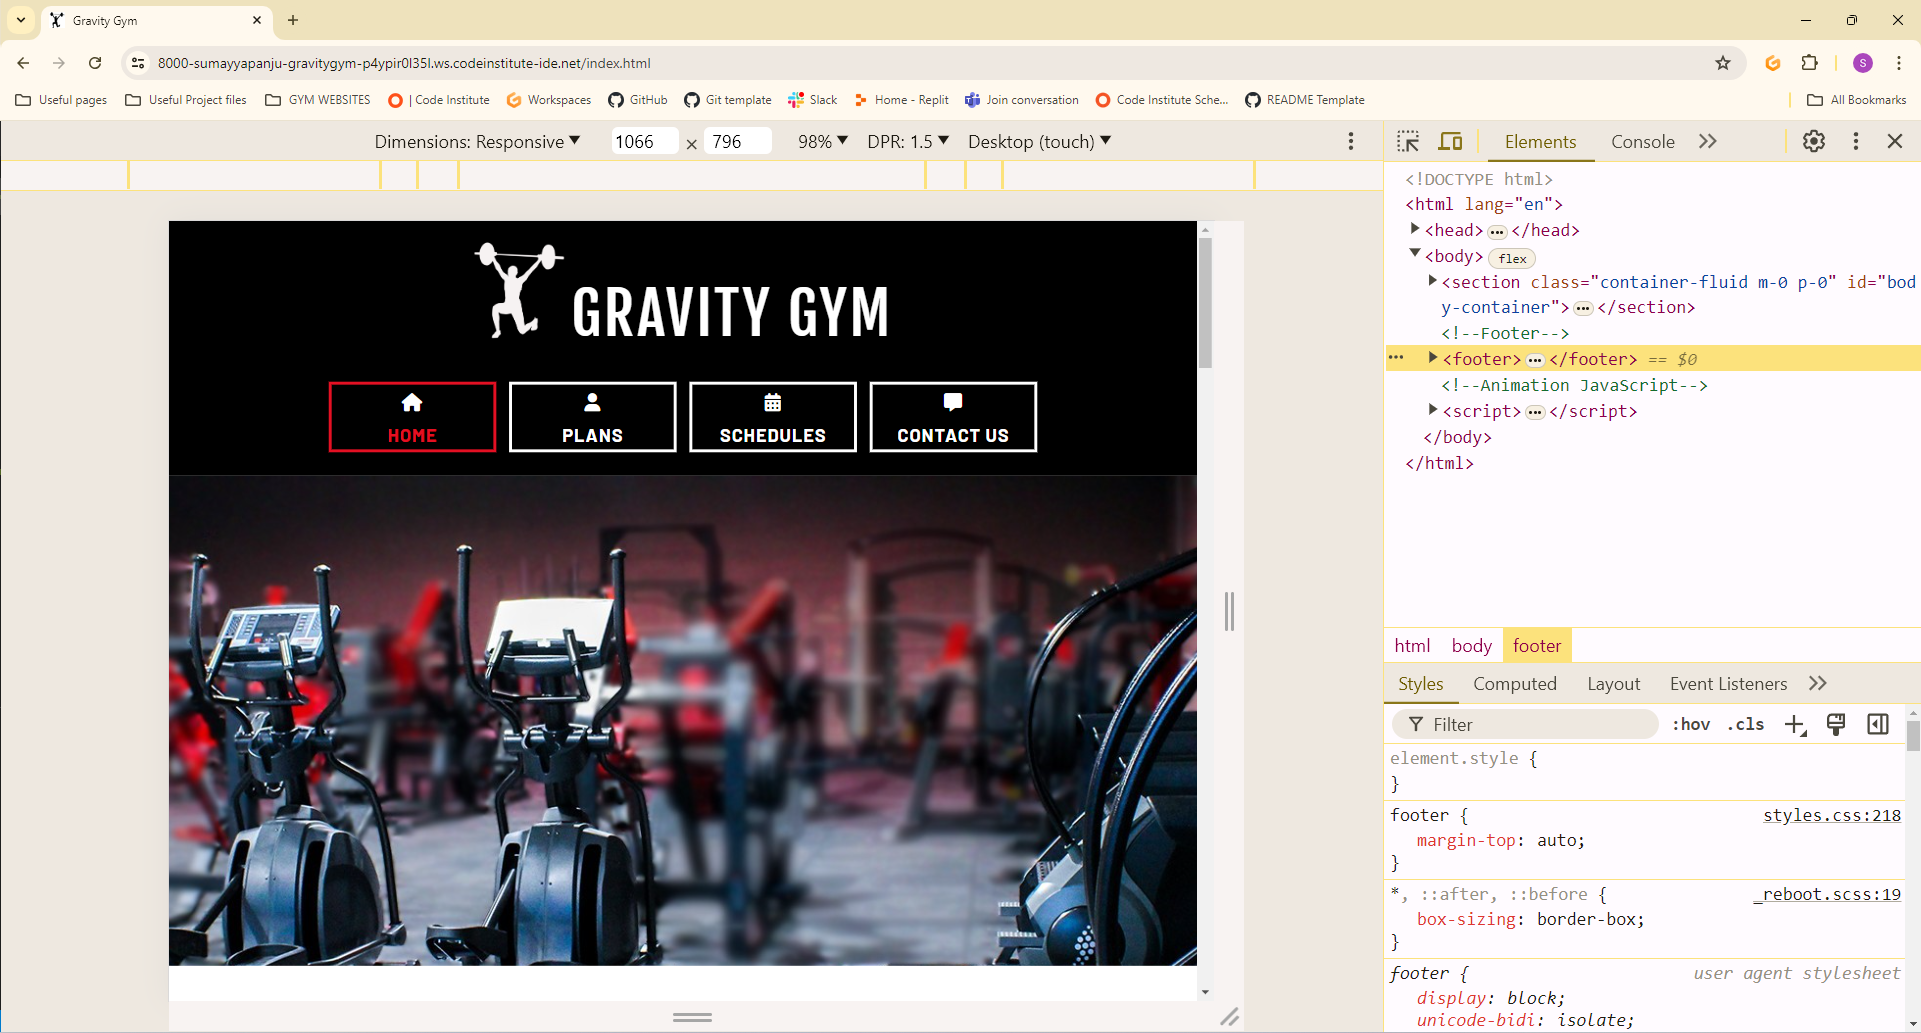 Gravity Gym
8000-sumayyapanju-gravitygym-p4ypir0l35l.ws.codeinstitute-ide.net/index.html
S
Useful pages
Useful Project files
GYM WEBSITES
| Code Institute
Workspaces
GitHub
Git template
Slack
Home - Replit
Join conversation
Code Institute Sche...
README Template
All Bookmarks
Dimensions: Responsive
1066 × 796
98%
DPR: 1.5
Desktop (touch)
GRAVITY GYM
HOME
PLANS
SCHEDULES
CONTACT US
Elements
Console
<!DOCTYPE html>
<html lang="en">
<head> ... </head>
<body> flex
<section class="container-fluid m-0 p-0" id="bod
y-container"> ... </section>
<!--Footer-->
... <footer> ... </footer> == $0
<!--Animation JavaScript-->
<script> ... </script>
</body>
</html>
html body footer
Styles
Computed
Layout
Event Listeners
Filter
:hov .cls
element.style {
}
footer { styles.css:218
margin-top: auto;
}
*, ::after, ::before { _reboot.scss:19
box-sizing: border-box;
}
footer { user agent stylesheet
display: block;
unicode-bidi: isolate;